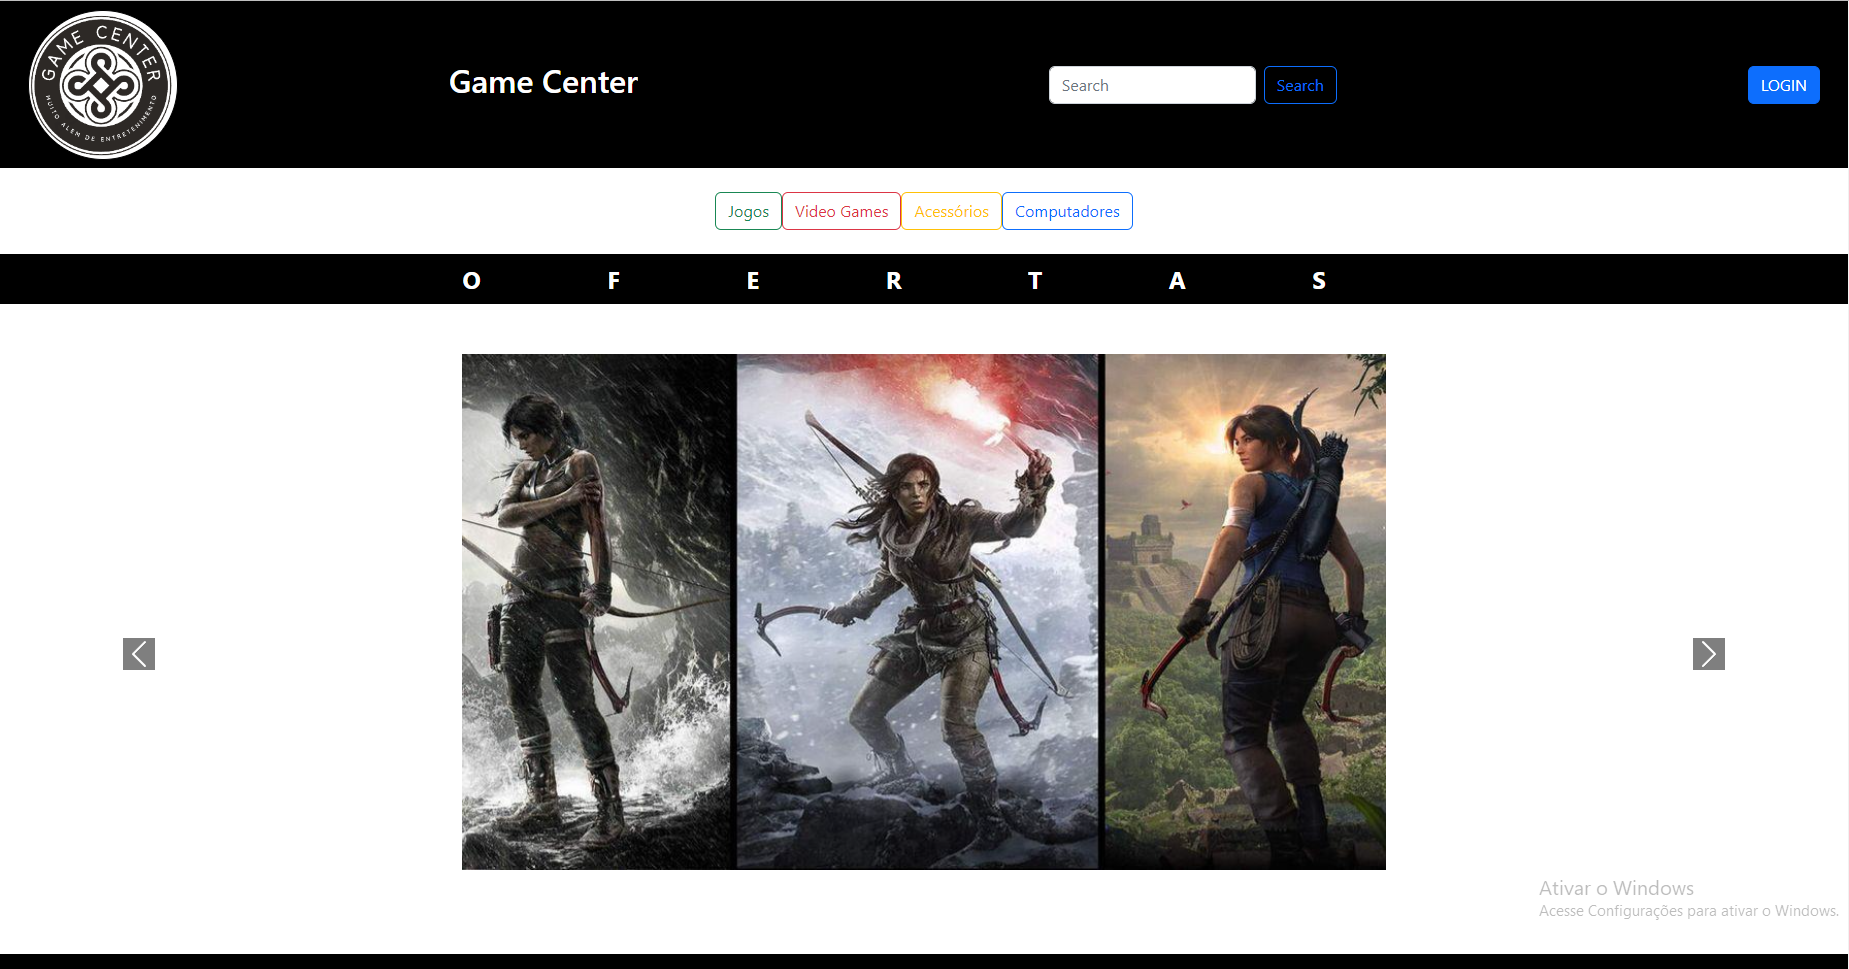 GAME CENTER
MUITO ALÉM DE ENTRETENIMENTO
Game Center
Search
Search
LOGIN
Jogos
Video Games
Acessórios
Computadores
O F E R T A S
Ativar o Windows
Acesse Configurações para ativar o Windows.